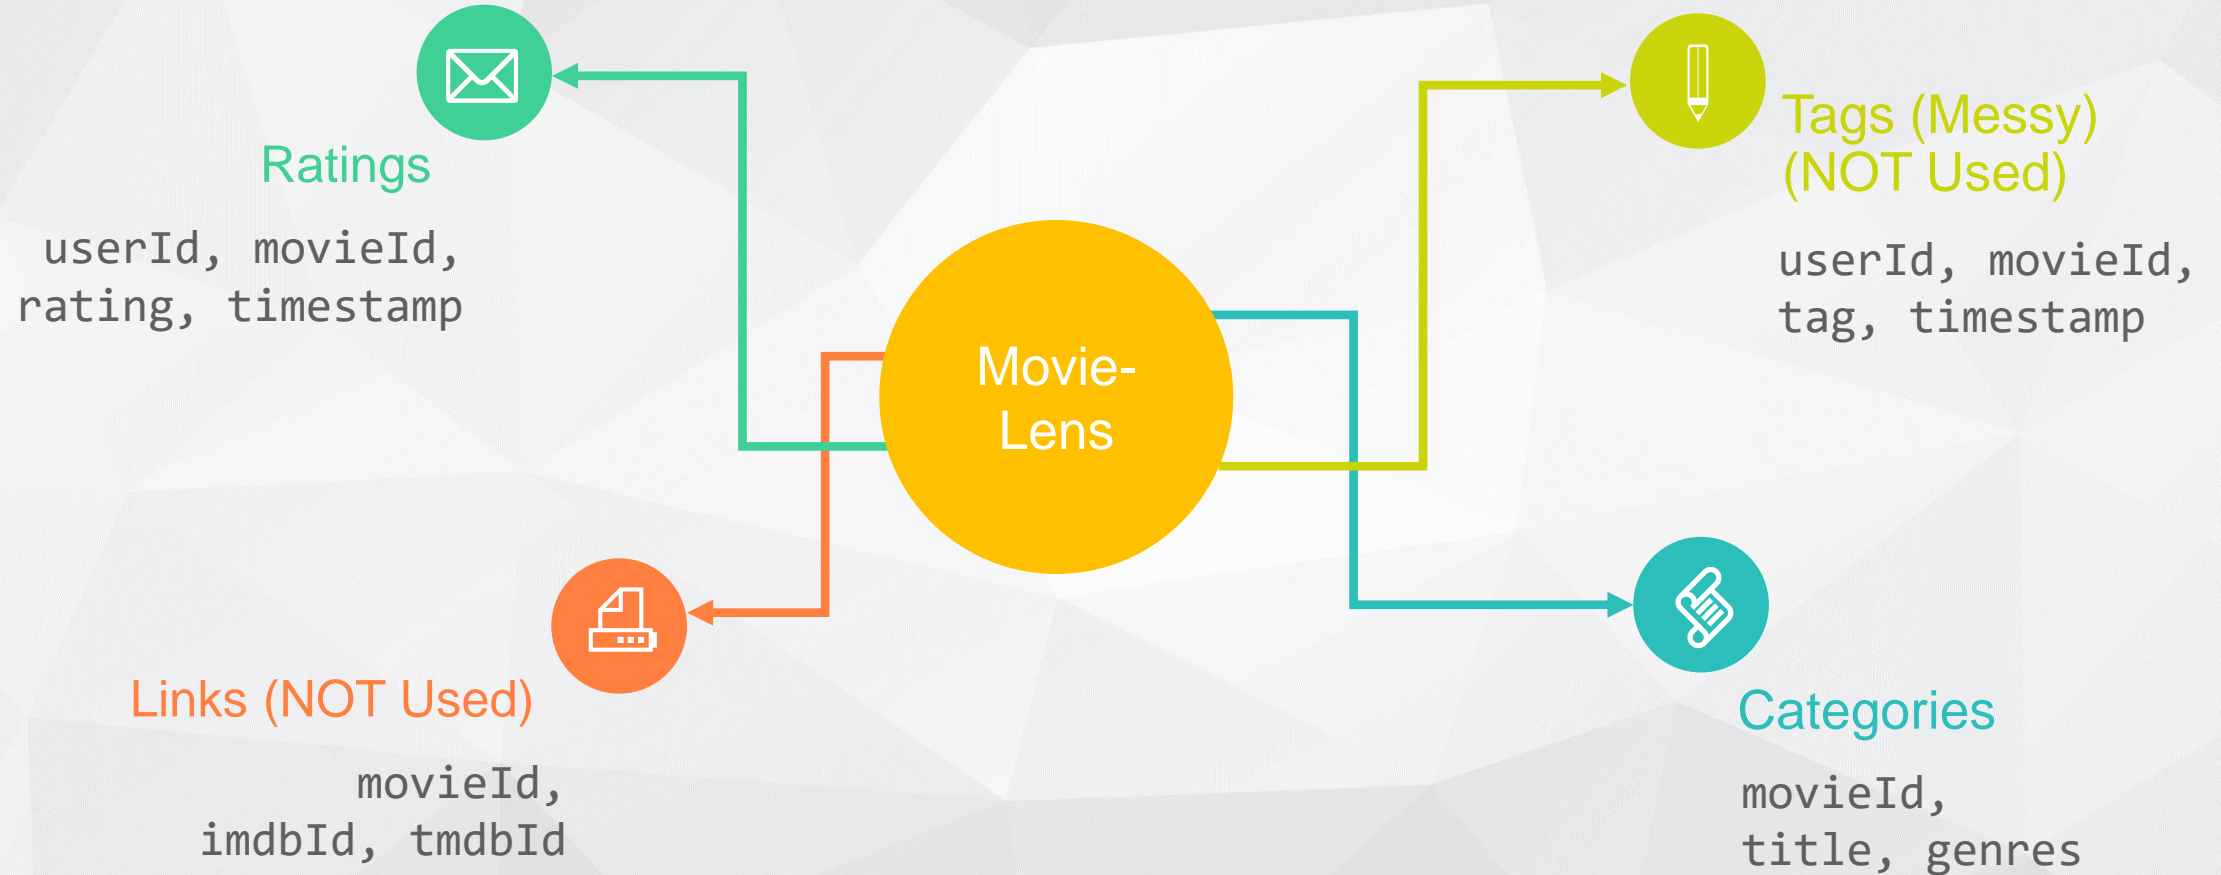 Ratings
userId, movieId,
rating, timestamp
Tags (Messy)
(NOT Used)
userId, movieId,
tag, timestamp
Movie-
Lens
Links (NOT Used)
movieId,
imdbId, tmdbId
Categories
movieId,
title, genres